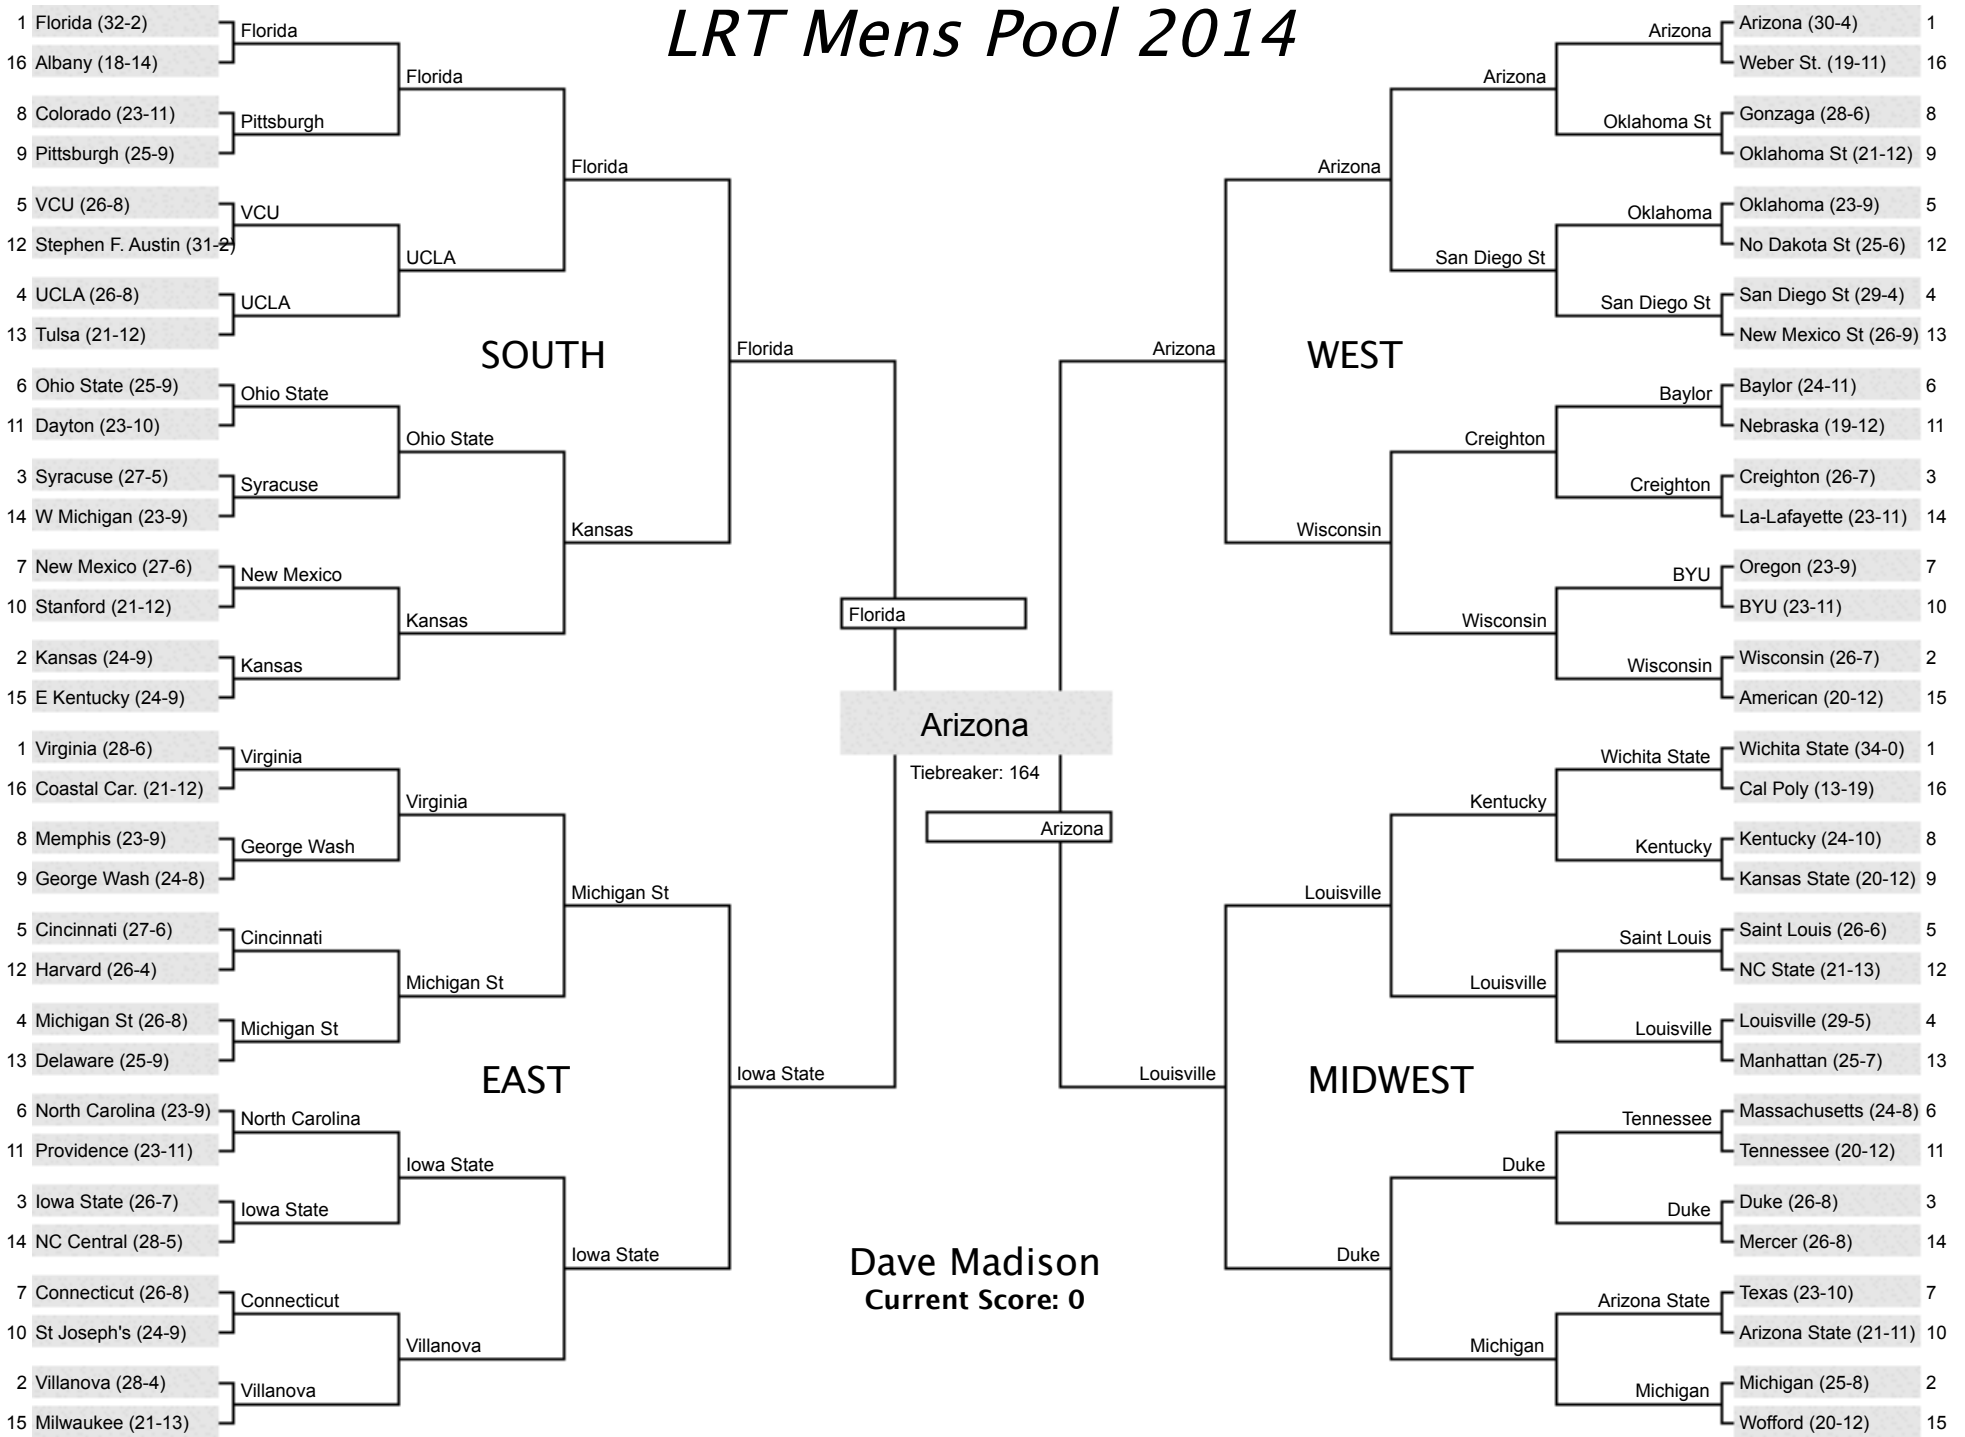 LRT Mens Pool 2014
1 Florida (32-2)
16 Albany (18-14)
8 Colorado (23-11)
9 Pittsburgh (25-9)
5 VCU (26-8)
12 Stephen F. Austin (31-2)
4 UCLA (26-8)
13 Tulsa (21-12)
6 Ohio State (25-9)
11 Dayton (23-10)
3 Syracuse (27-5)
14 W Michigan (23-9)
7 New Mexico (27-6)
10 Stanford (21-12)
2 Kansas (24-9)
15 E Kentucky (24-9)
Florida
Pittsburgh
VCU
UCLA
Ohio State
Syracuse
New Mexico
Kansas
Florida
UCLA
Ohio State
Kansas
Florida
Kansas
SOUTH
Florida
1 Virginia (28-6)
16 Coastal Car. (21-12)
8 Memphis (23-9)
9 George Wash (24-8)
5 Cincinnati (27-6)
12 Harvard (26-4)
4 Michigan St (26-8)
13 Delaware (25-9)
6 North Carolina (23-9)
11 Providence (23-11)
3 Iowa State (26-7)
14 NC Central (28-5)
7 Connecticut (26-8)
10 St Joseph's (24-9)
2 Villanova (28-4)
15 Milwaukee (21-13)
Virginia
George Wash
Cincinnati
Michigan St
North Carolina
Iowa State
Connecticut
Villanova
Virginia
Michigan St
Iowa State
Villanova
Michigan St
Iowa State
EAST
Iowa State
Florida
Arizona
Tiebreaker: 164
Arizona
Dave Madison
Current Score: 0
Arizona (30-4) 1
Weber St. (19-11) 16
Gonzaga (28-6) 8
Oklahoma St (21-12) 9
Oklahoma (23-9) 5
No Dakota St (25-6) 12
San Diego St (29-4) 4
New Mexico St (26-9) 13
Baylor (24-11) 6
Nebraska (19-12) 11
Creighton (26-7) 3
La-Lafayette (23-11) 14
Oregon (23-9) 7
BYU (23-11) 10
Wisconsin (26-7) 2
American (20-12) 15
Arizona
Oklahoma St
Oklahoma
San Diego St
Baylor
Creighton
BYU
Wisconsin
Arizona
San Diego St
Creighton
Wisconsin
Arizona
Wisconsin
WEST
Arizona
Wichita State (34-0) 1
Cal Poly (13-19) 16
Kentucky (24-10) 8
Kansas State (20-12) 9
Saint Louis (26-6) 5
NC State (21-13) 12
Louisville (29-5) 4
Manhattan (25-7) 13
Massachusetts (24-8) 6
Tennessee (20-12) 11
Duke (26-8) 3
Mercer (26-8) 14
Texas (23-10) 7
Arizona State (21-11) 10
Michigan (25-8) 2
Wofford (20-12) 15
Wichita State
Kentucky
Saint Louis
Louisville
Tennessee
Duke
Arizona State
Michigan
Kentucky
Louisville
Duke
Michigan
Louisville
Duke
MIDWEST
Louisville